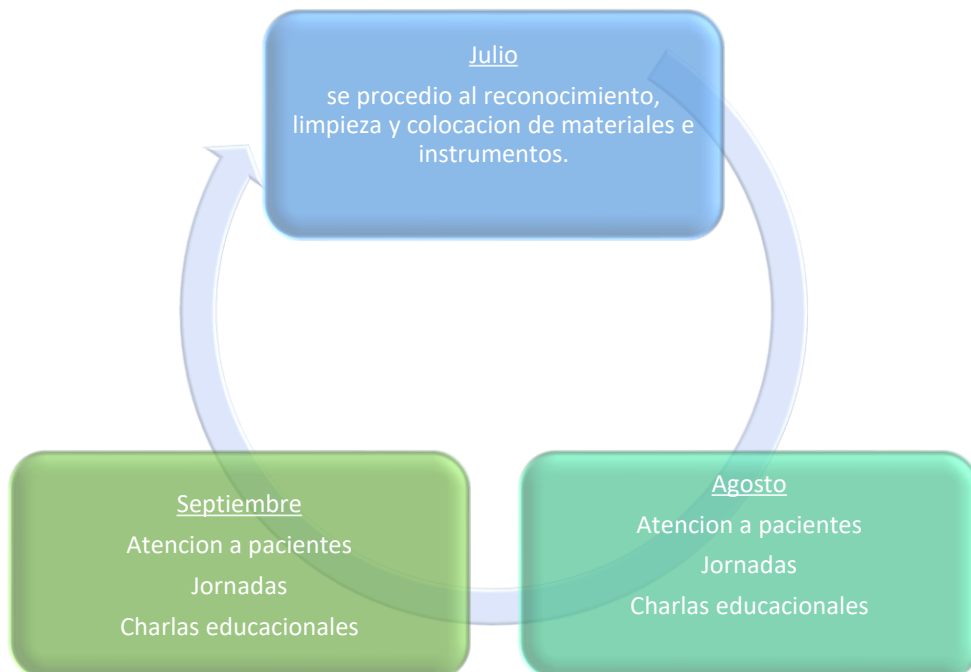 Julio
se procedio al reconocimiento,
limpieza y colocacion de materiales e
instrumentos.
Agosto
Atencion a pacientes
Jornadas
Charlas educacionales
Septiembre
Atencion a pacientes
Jornadas
Charlas educacionales